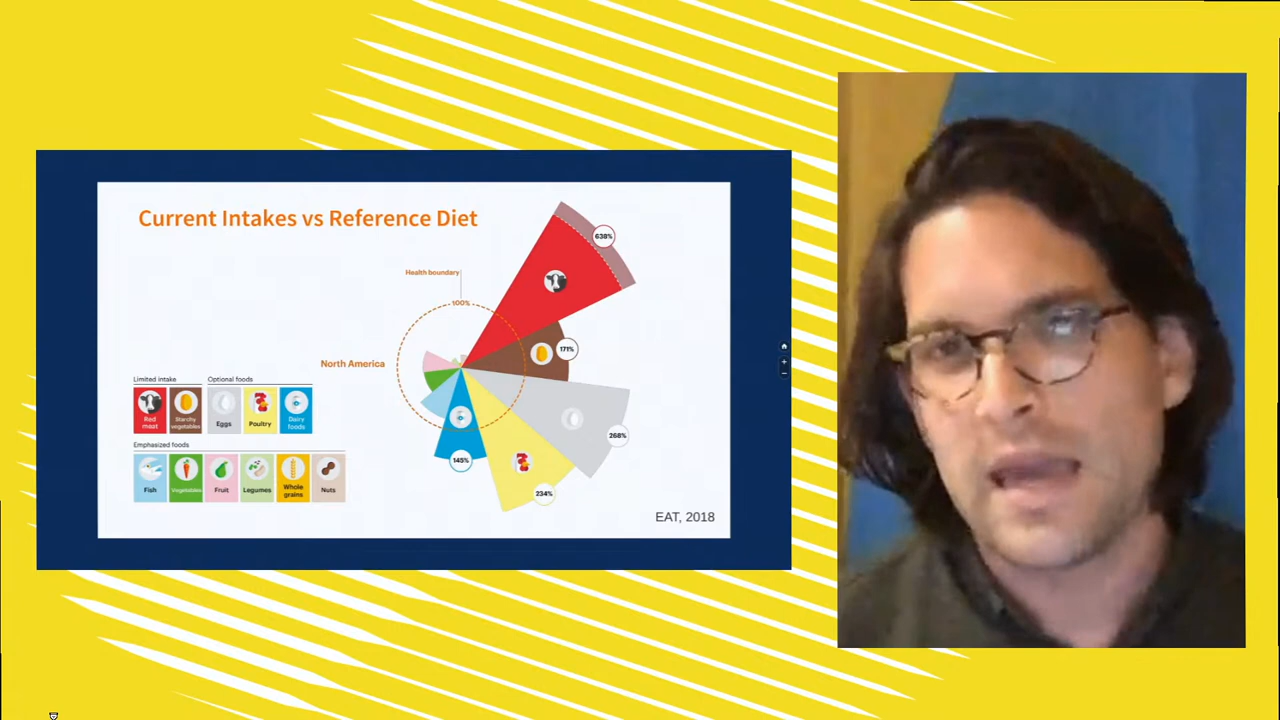 Current Intakes vs Reference Diet
638%
Health boundary
100%
171%
North America
Limited intake
Optional foods
Red meat
Starchy vegetables
Eggs
Poultry
Dairy foods
268%
Emphasized foods
145%
Fish
Vegetables
Fruit
Legumes
Whole grains
Nuts
234%
EAT, 2018